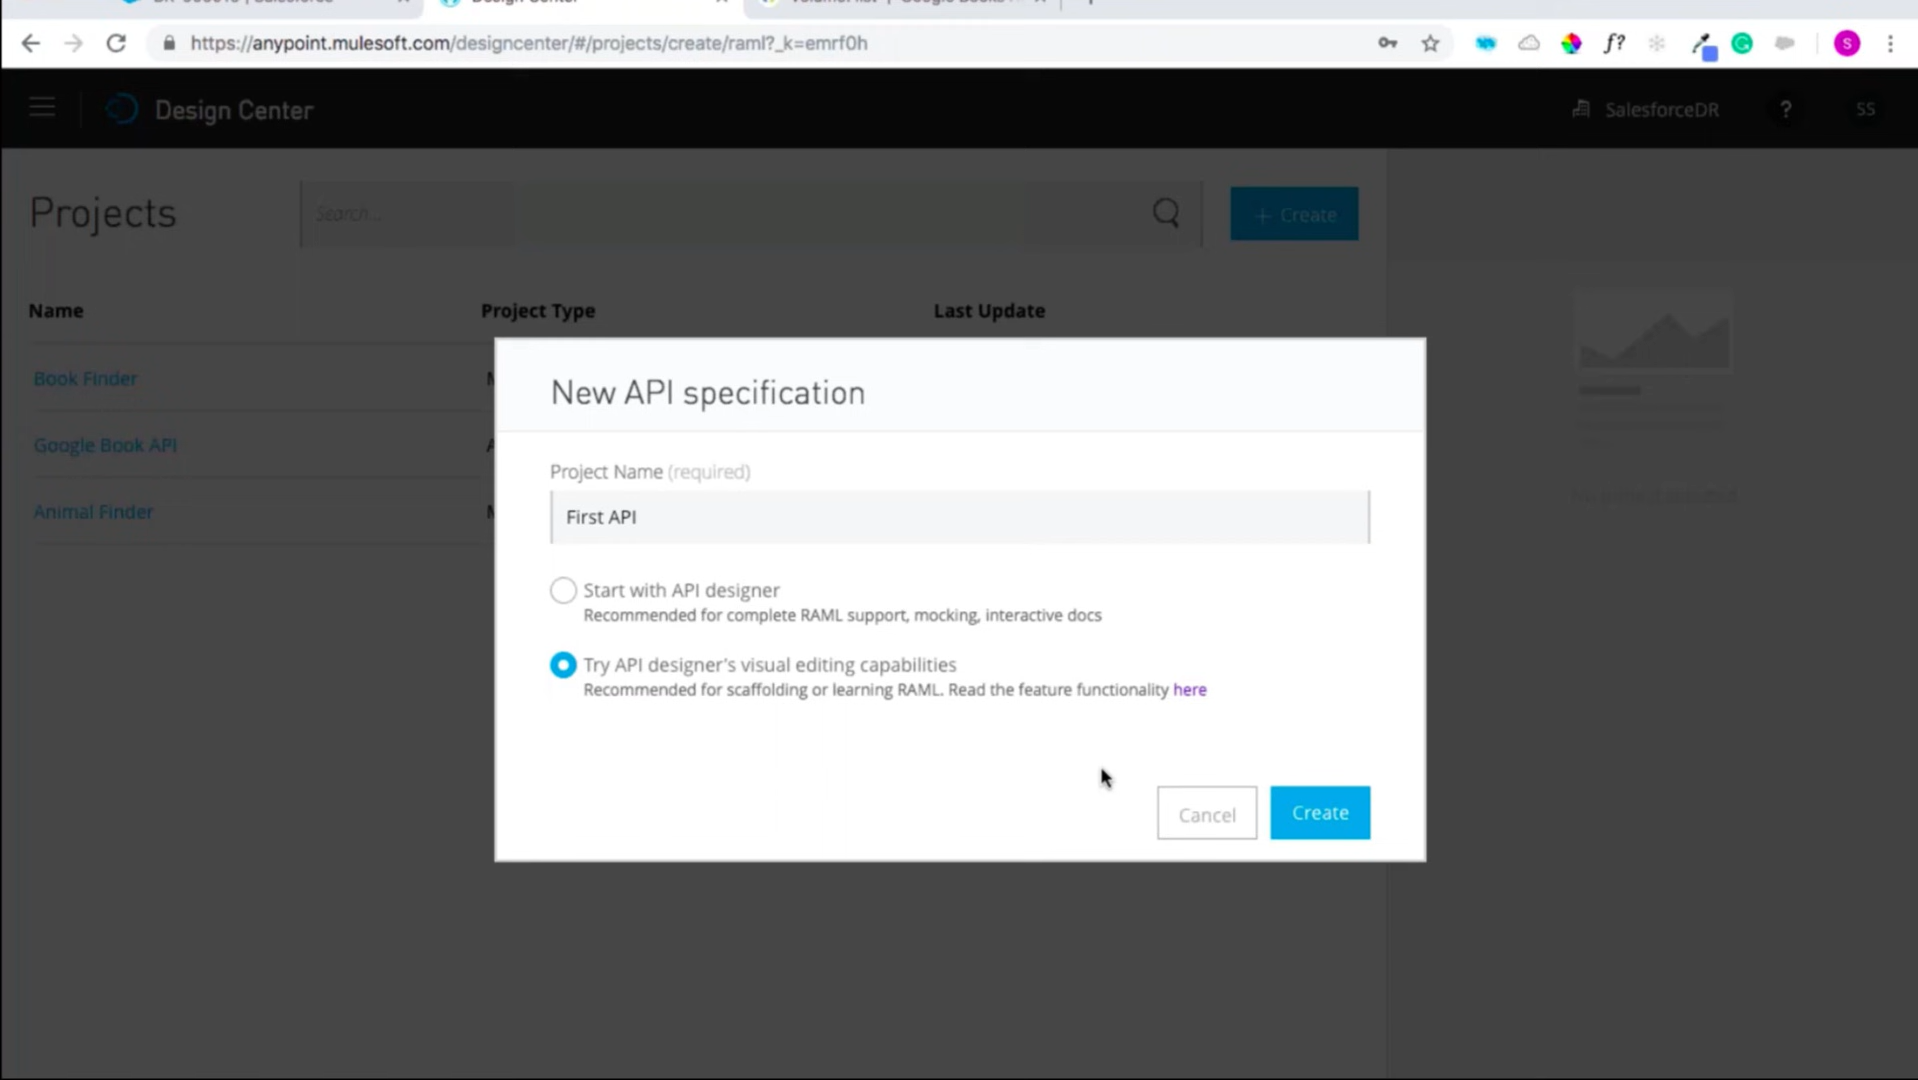 Design Center
https://anypoint.mulesoft.com/designcenter/#/projects/create/raml?_k=emrf0h
f?
S
Design Center
SalesforceDR
?
SS
Projects
Search...
+ Create
Name
Project Type
Last Update
Book Finder
M
Google Book API
A
Animal Finder
M
New API specification
Project Name (required)
First API
Start with API designer
Recommended for complete RAML support, mocking, interactive docs
Try API designer's visual editing capabilities
Recommended for scaffolding or learning RAML. Read the feature functionality here
Cancel
Create